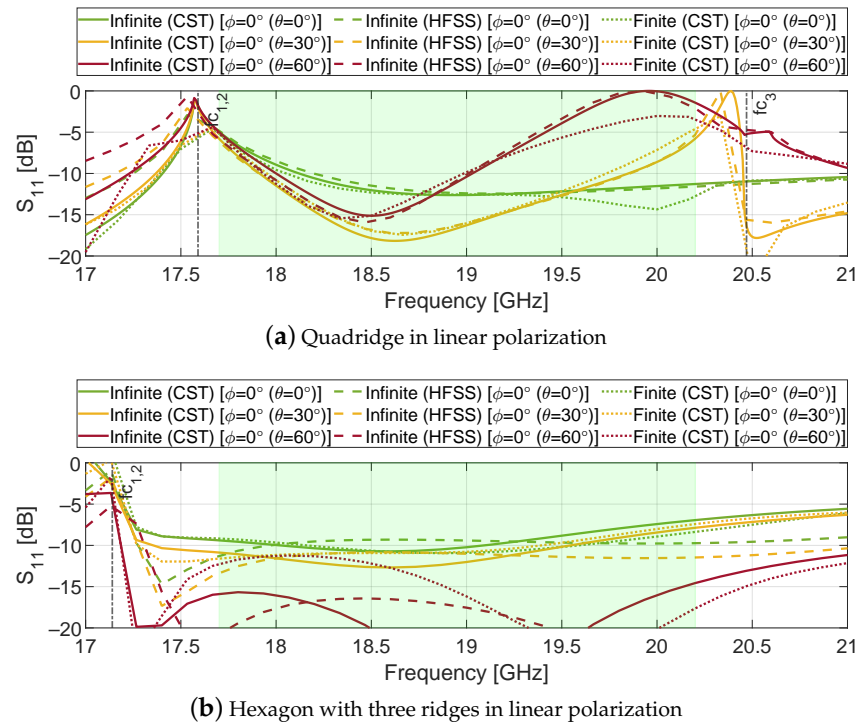 Infinite (CST) [ϕ=0° (θ=0°)] Infinite (HFSS) [ϕ=0° (θ=0°)] Finite (CST) [ϕ=0° (θ=0°)]
Infinite (CST) [ϕ=0° (θ=30°)] Infinite (HFSS) [ϕ=0° (θ=30°)] Finite (CST) [ϕ=0° (θ=30°)]
Infinite (CST) [ϕ=0° (θ=60°)] Infinite (HFSS) [ϕ=0° (θ=60°)] Finite (CST) [ϕ=0° (θ=60°)]
0
−5
−10
−15
−20
S11 [dB]
fc1,2
fc3
17 17.5 18 18.5 19 19.5 20 20.5 21
Frequency [GHz]
(a) Quadridge in linear polarization
Infinite (CST) [ϕ=0° (θ=0°)] Infinite (HFSS) [ϕ=0° (θ=0°)] Finite (CST) [ϕ=0° (θ=0°)]
Infinite (CST) [ϕ=0° (θ=30°)] Infinite (HFSS) [ϕ=0° (θ=30°)] Finite (CST) [ϕ=0° (θ=30°)]
Infinite (CST) [ϕ=0° (θ=60°)] Infinite (HFSS) [ϕ=0° (θ=60°)] Finite (CST) [ϕ=0° (θ=60°)]
0
−5
−10
−15
−20
S11 [dB]
fc1,2
17 17.5 18 18.5 19 19.5 20 20.5 21
Frequency [GHz]
(b) Hexagon with three ridges in linear polarization